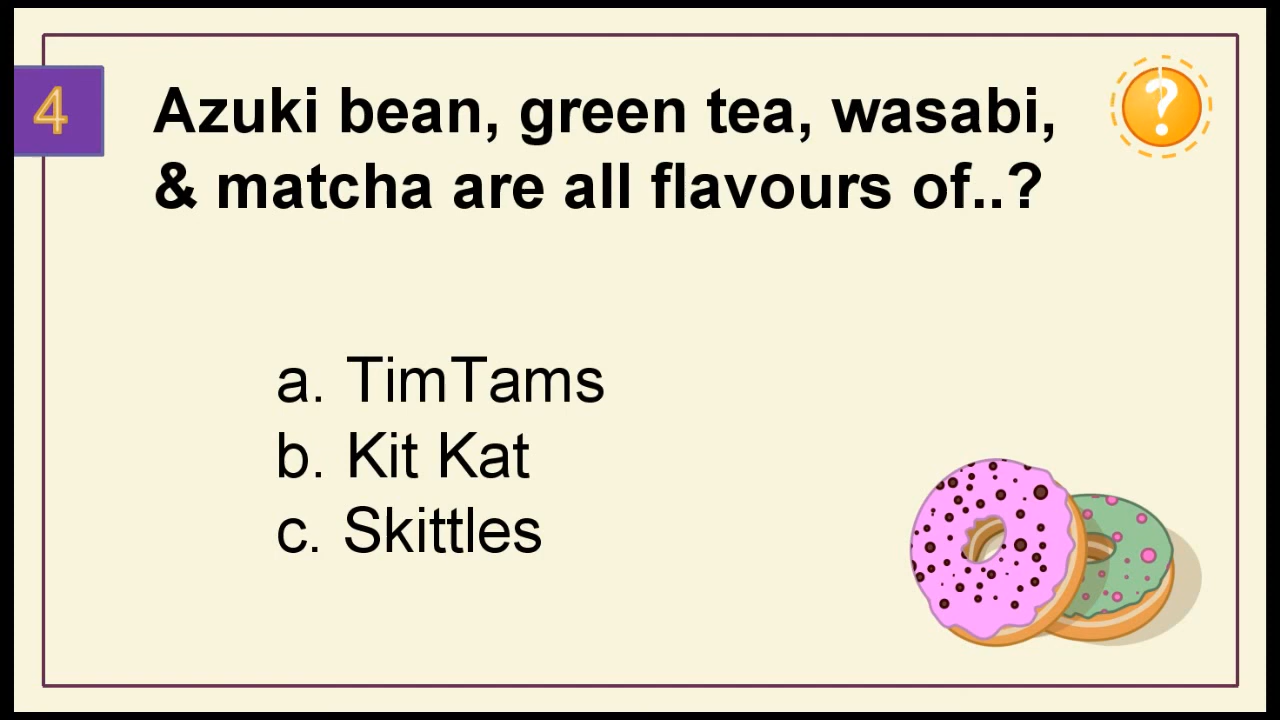 4
Azuki bean, green tea, wasabi,
& matcha are all flavours of..?
?
a. TimTams
b. Kit Kat
c. Skittles